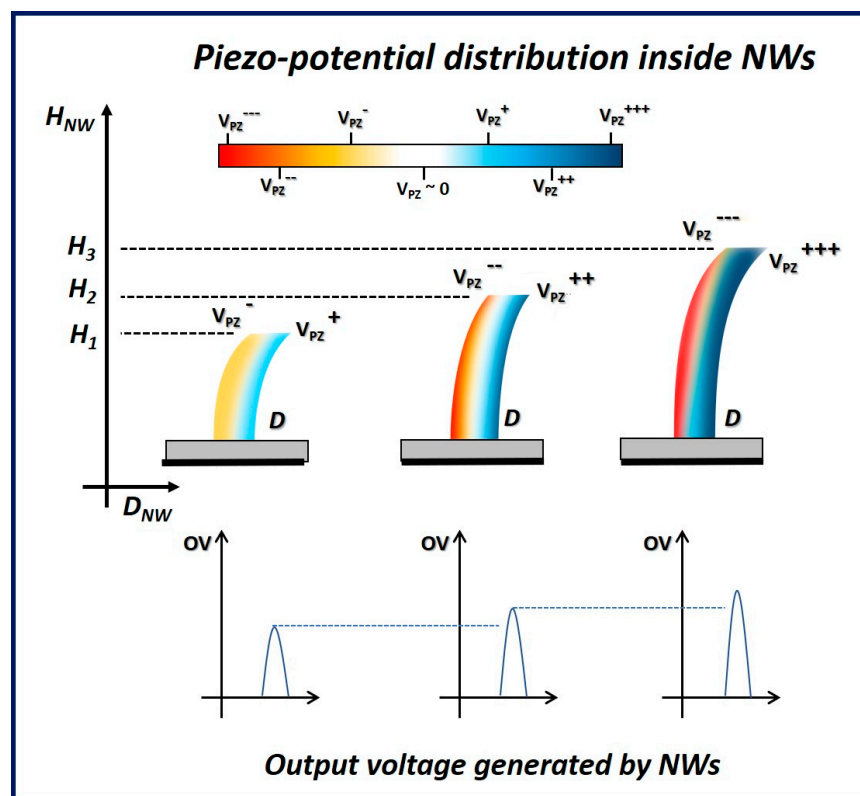 Piezo-potential distribution inside NWs
H_NW
V_PZ^--- V_PZ^- V_PZ^+ V_PZ^+++
V_PZ^-- V_PZ ~ 0 V_PZ^++
H_3 V_PZ^--- V_PZ^+++
H_2 V_PZ^-- V_PZ^++
H_1 V_PZ^- V_PZ^+
D D D
D_NW
OV OV OV
Output voltage generated by NWs